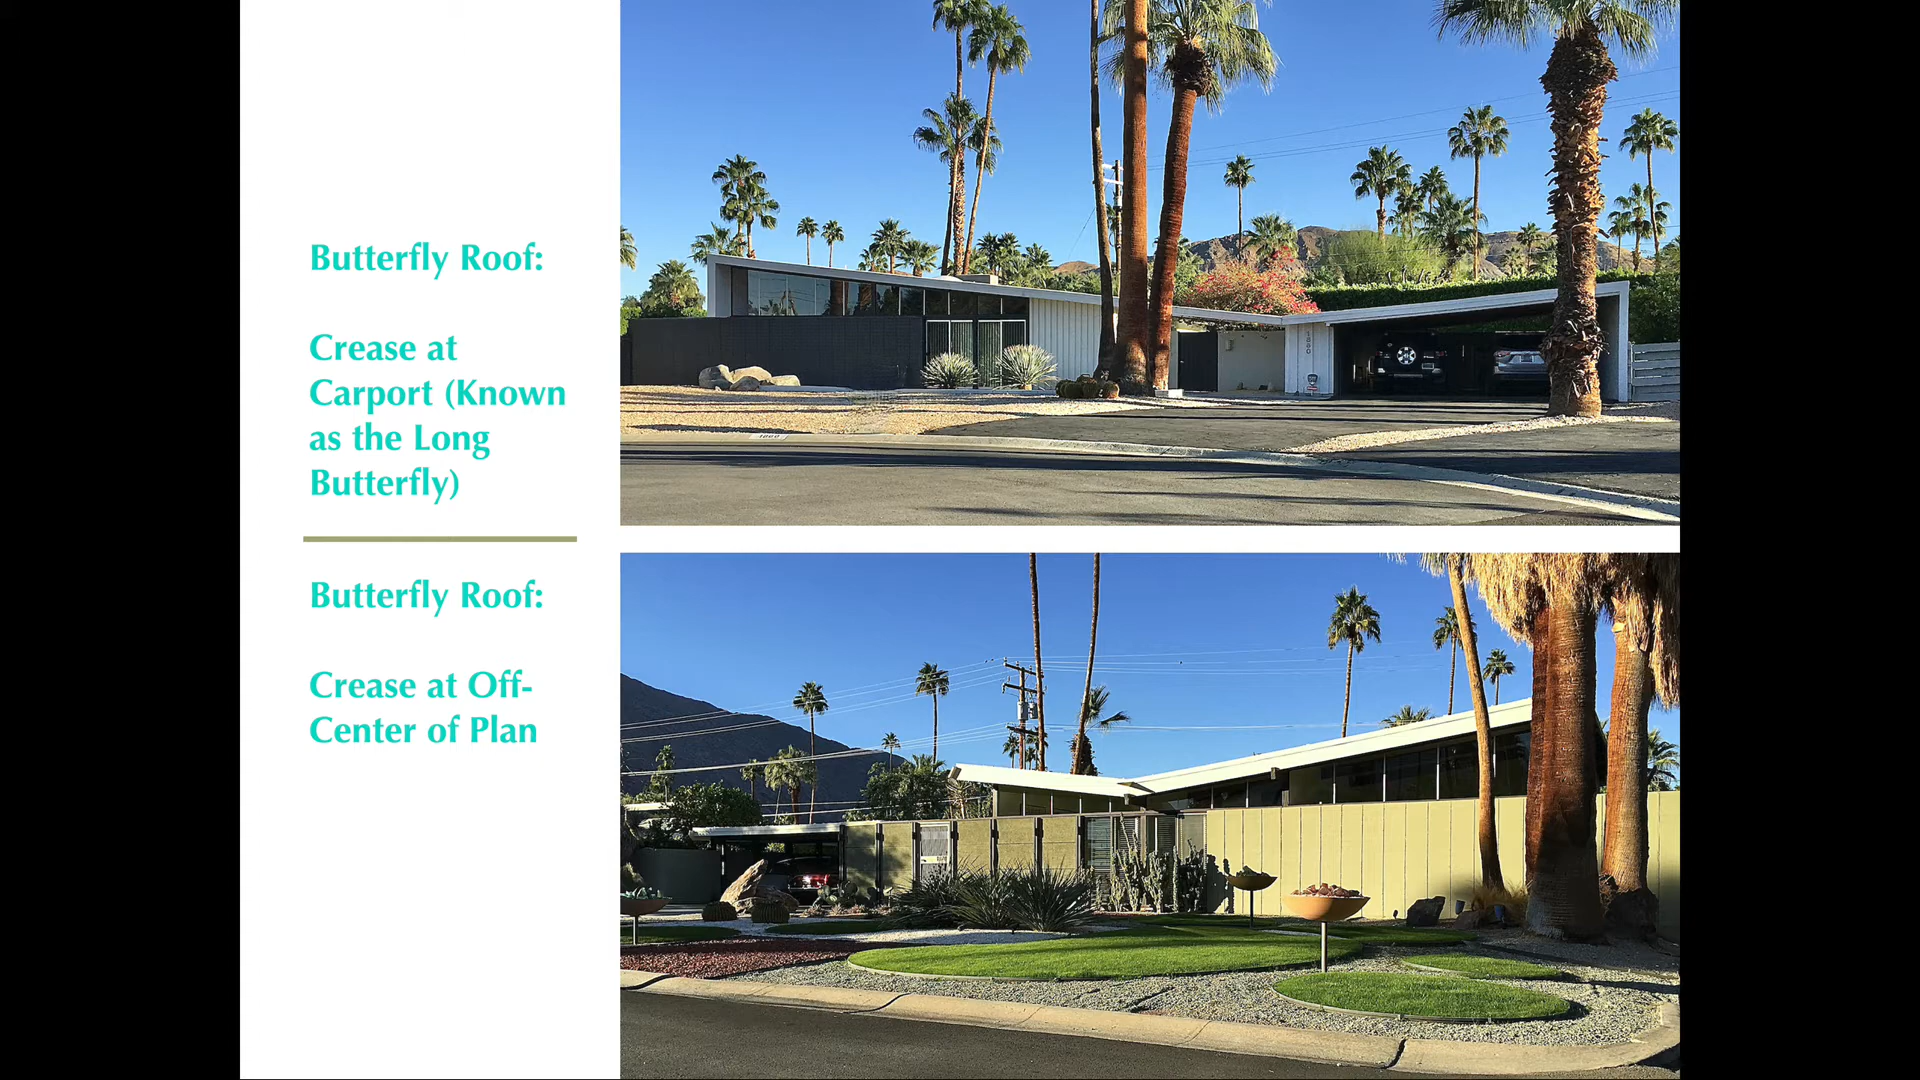 Butterfly Roof:
Crease at
Carport (Known
as the Long
Butterfly)
Butterfly Roof:
Crease at Off-
Center of Plan